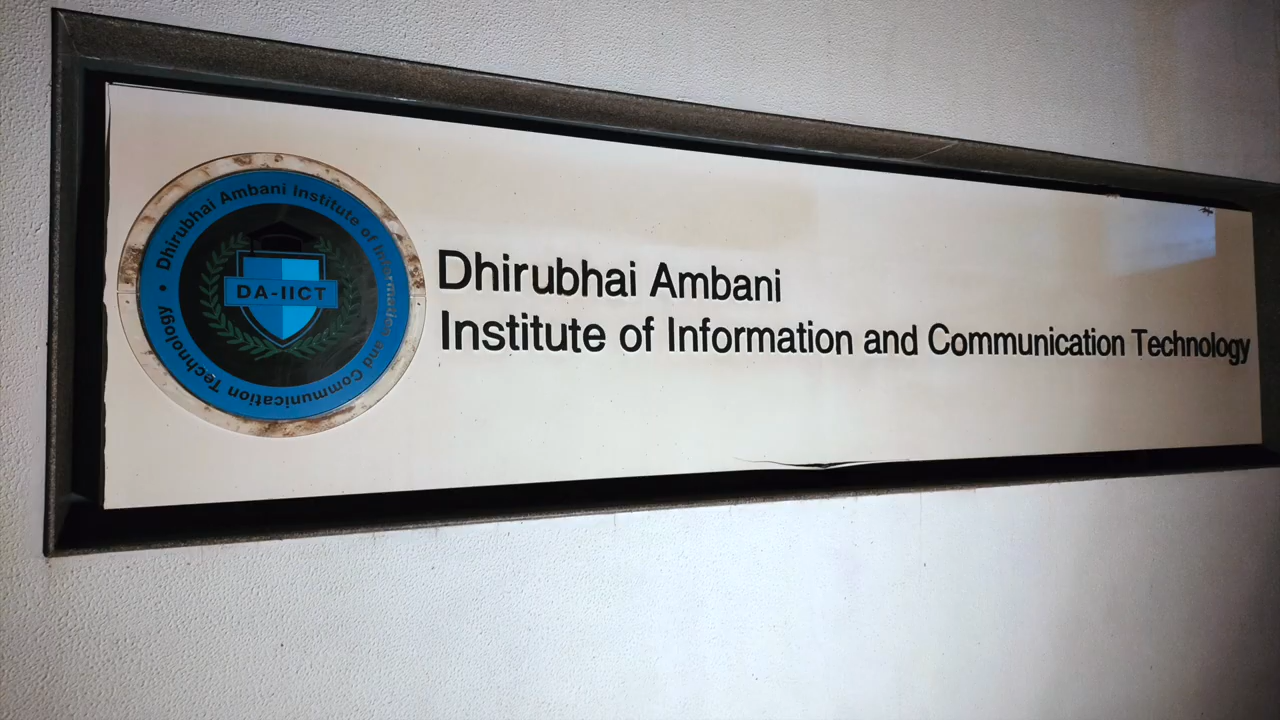 Dhirubhai Ambani Institute of Information and Communication Technology •
DA-IICT
Dhirubhai Ambani
Institute of Information and Communication Technology